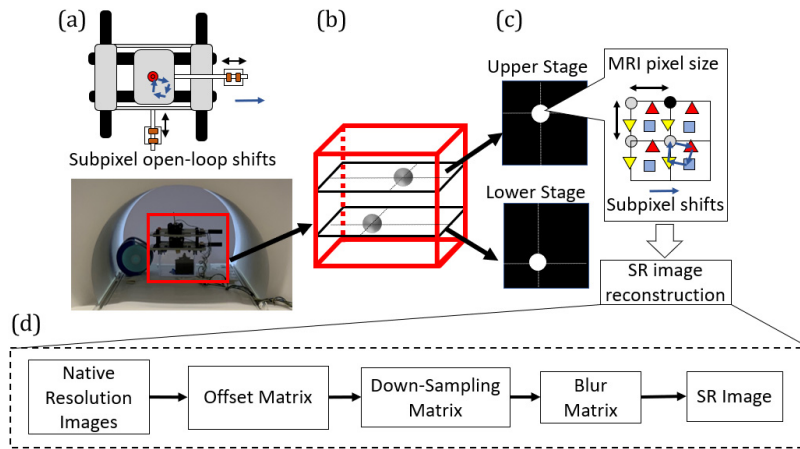 (a)
(b)
(c)
Upper Stage
MRI pixel size
Subpixel open-loop shifts
Lower Stage
Subpixel shifts
SR image
reconstruction
(d)
Native
Resolution
Images
Offset Matrix
Down-Sampling
Matrix
Blur
Matrix
SR Image